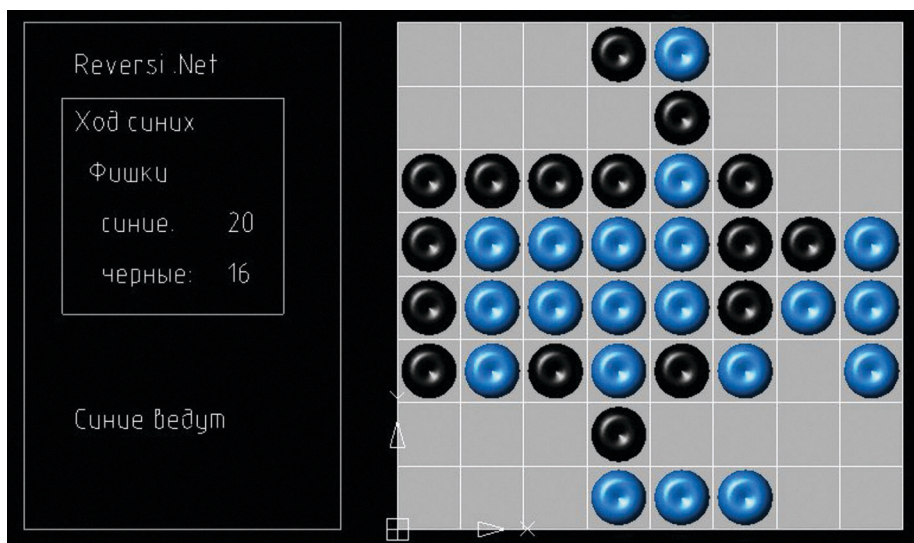 Reversi .Net
Ход синих
Фишки
синие: 20
черные: 16
Синие ведут